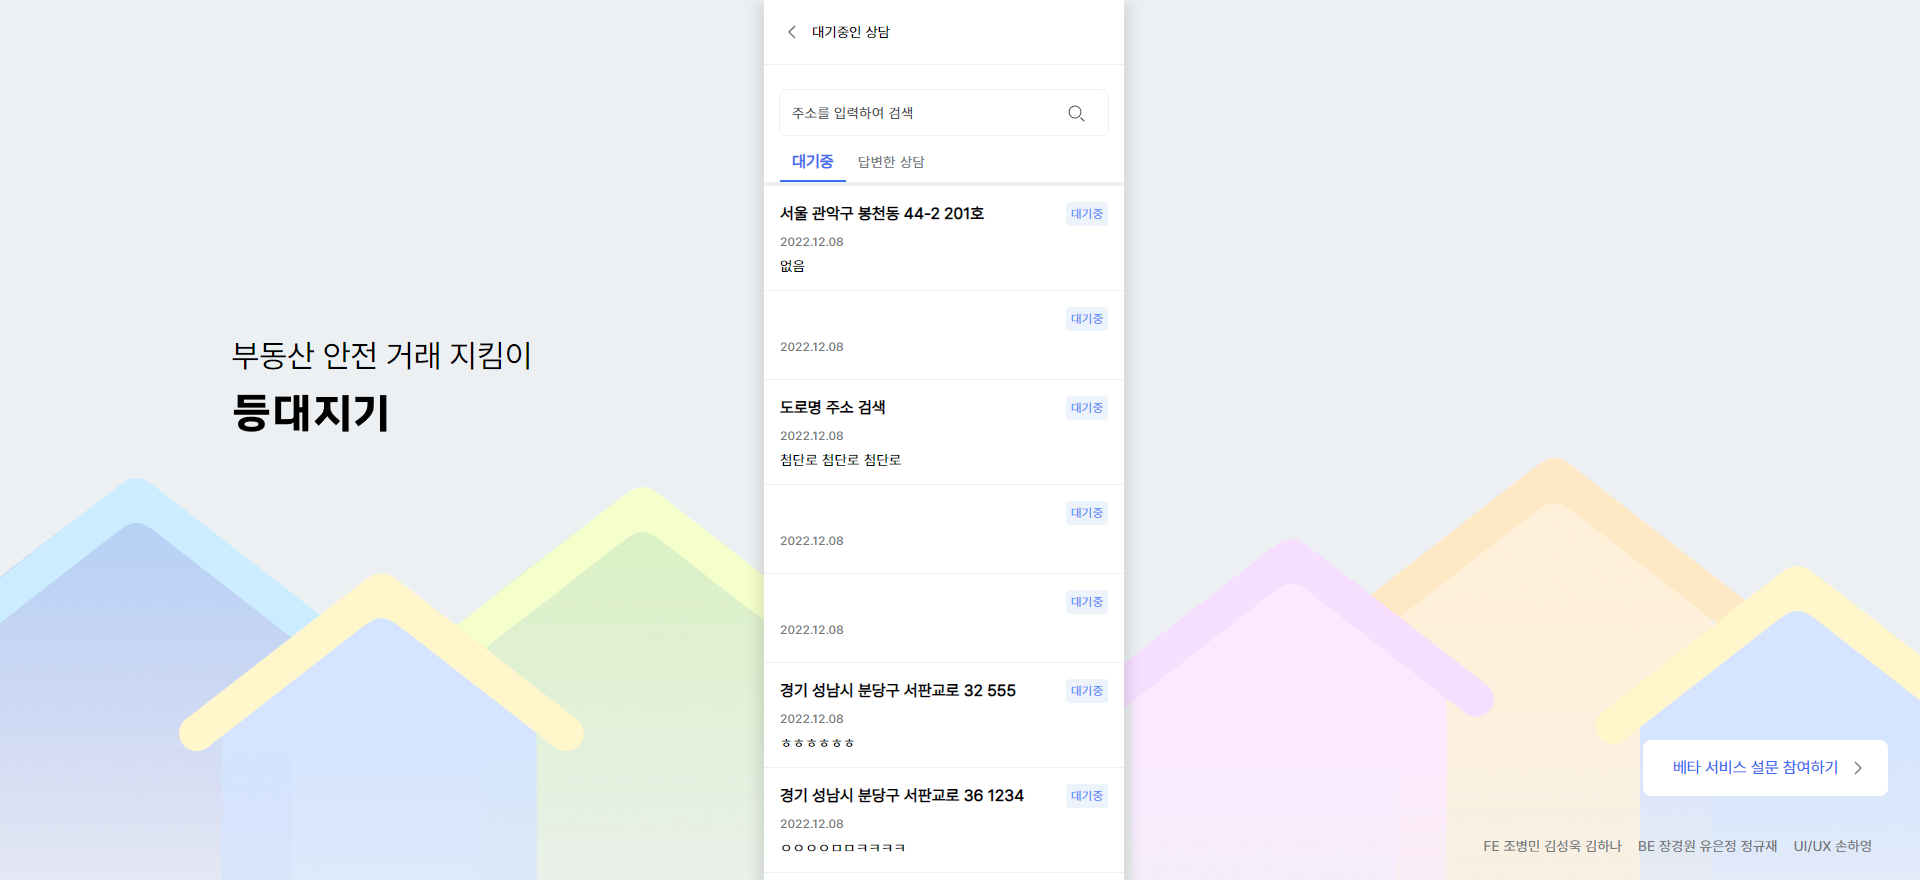 부동산 안전 거래 지킴이
등대지기
대기중인 상담
주소를 입력하여 검색
대기중 답변한 상담
서울 관악구 봉천동 44-2 201호 대기중
2022.12.08
없음
대기중
2022.12.08
도로명 주소 검색 대기중
2022.12.08
첨단로 첨단로 첨단로
대기중
2022.12.08
대기중
2022.12.08
경기 성남시 분당구 서판교로 32 555 대기중
2022.12.08
ㅎㅎㅎㅎㅎㅎ
경기 성남시 분당구 서판교로 36 1234 대기중
2022.12.08
ㅇㅇㅇㅇㅁㅁㅋㅋㅋㅋ
베타 서비스 설문 참여하기
FE 조병민 김성욱 김하나 BE 장경원 유은정 정규재 UI/UX 손하영